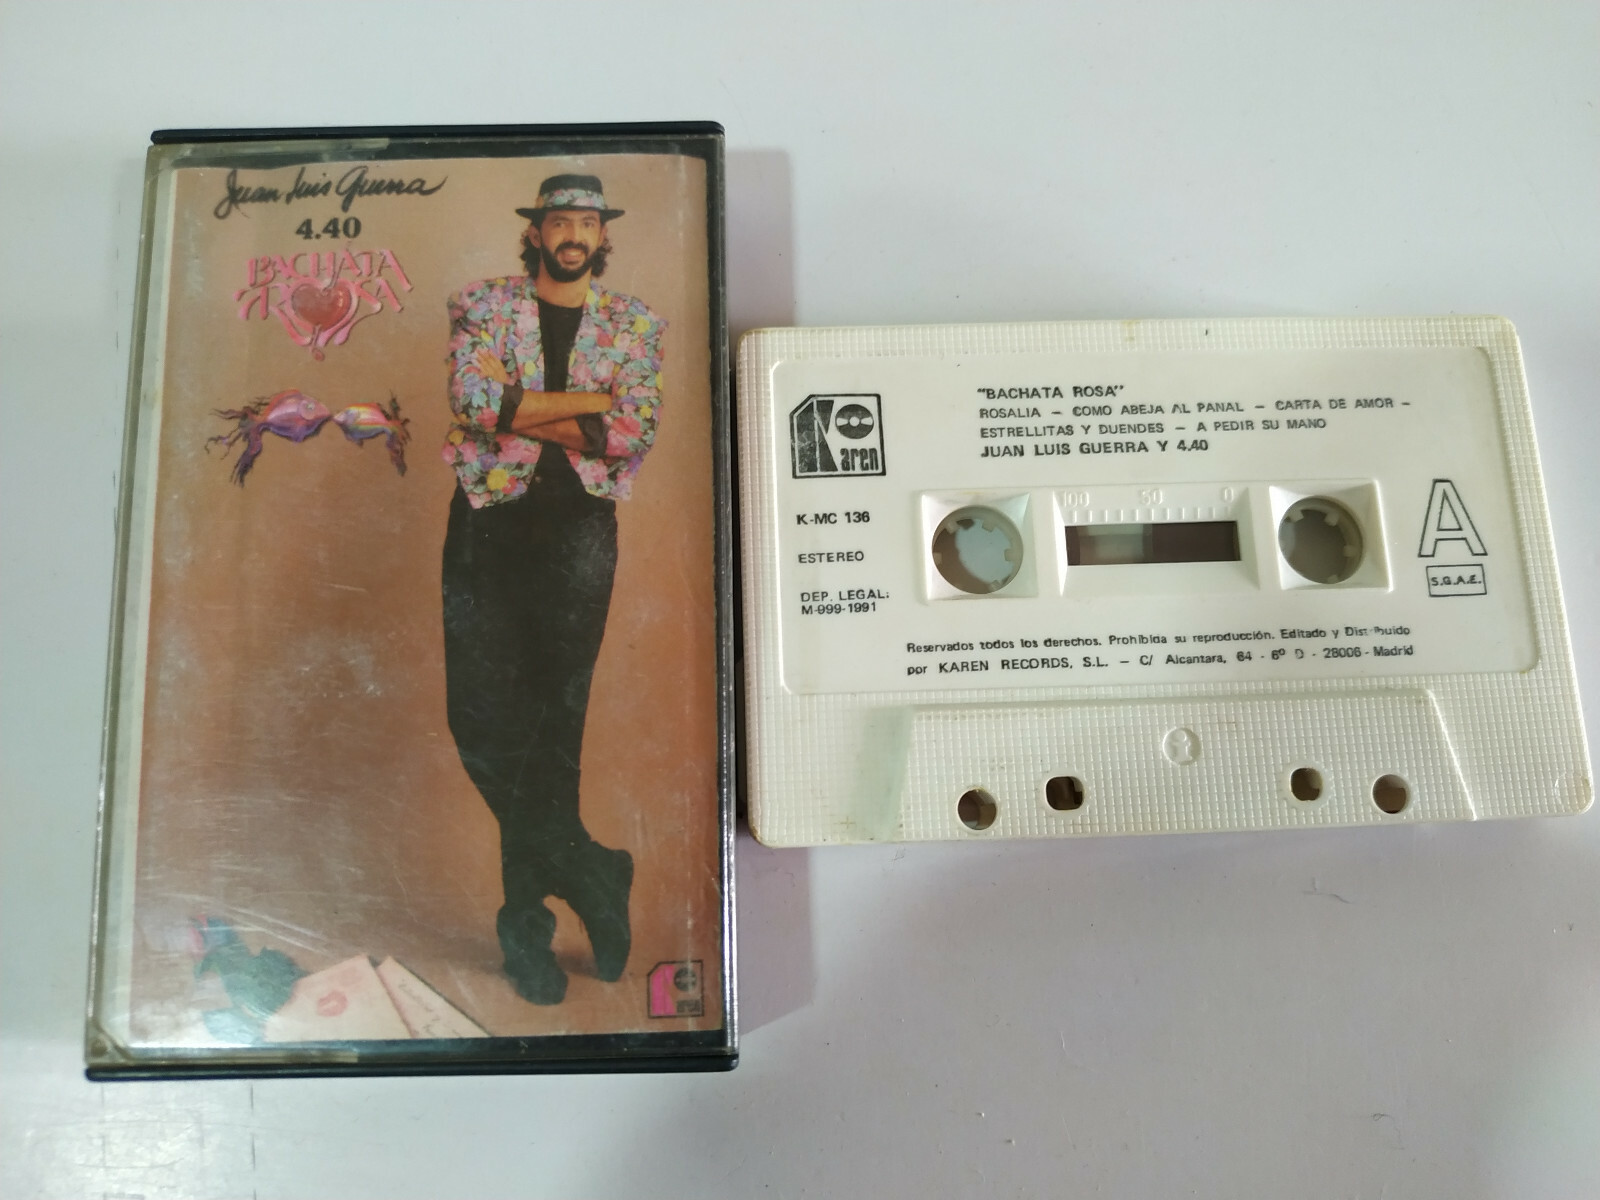 Juan Luis Guerra
4.40
BACHATA
ROSA
Karen
"BACHATA ROSA"
ROSALIA – COMO ABEJA AL PANAL – CARTA DE AMOR –
ESTRELLITAS Y DUENDES – A PEDIR SU MANO
JUAN LUIS GUERRA Y 4.40
Karen
K-MC 136
ESTEREO
DEP. LEGAL:
M-999-1991
100 50 0
A
S.G.A.E.
Reservados todos los derechos. Prohibida su reproducción. Editado y Distribuido
por KAREN RECORDS, S.L. – C/ Alcantara, 64 - 6º D - 28006 - Madrid